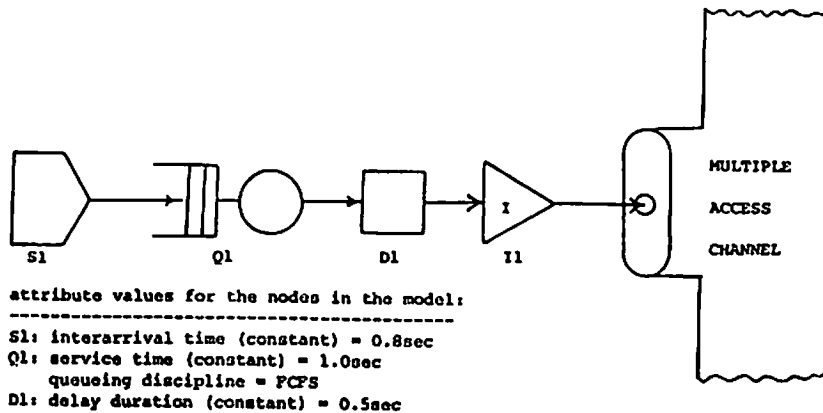 MULTIPLE
ACCESS
CHANNEL
I
S1
Q1
D1
I1
attribute values for the nodes in the model:
--------------------------------------------
S1: interarrival time (constant) = 0.8sec
Q1: service time (constant) = 1.0sec
queueing discipline = FCFS
D1: delay duration (constant) = 0.5sec